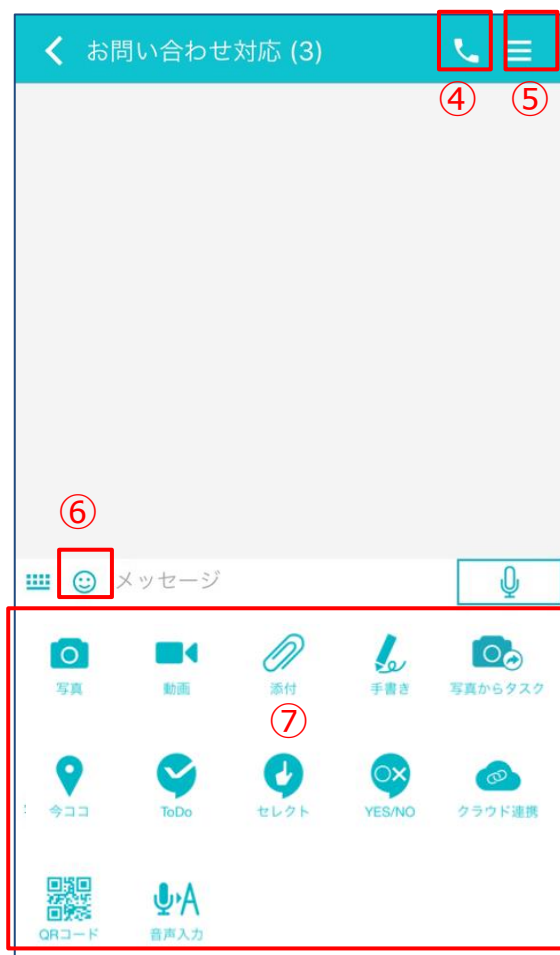 お問い合わせ対応 (3)
④ ⑤
⑥
メッセージ
写真 動画 添付 手書き 写真からタスク
⑦
今ココ ToDo セレクト YES/NO クラウド連携
QRコード 音声入力